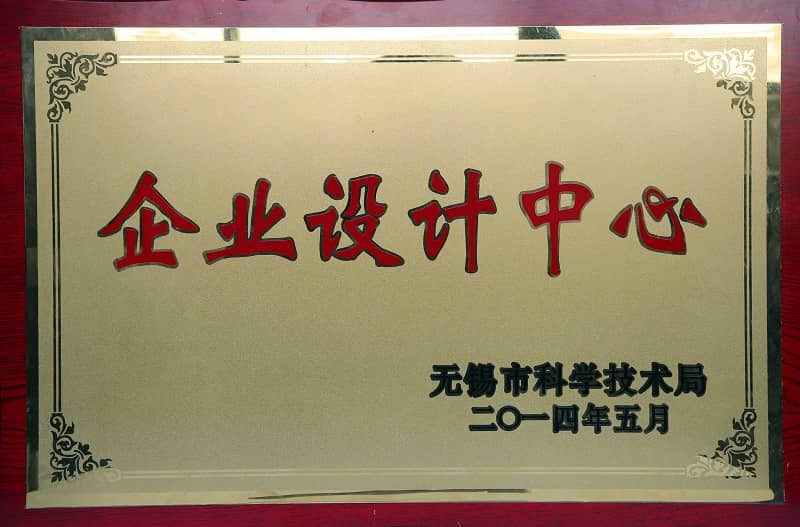 企业设计中心
无锡市科学技术局
二〇一四年五月